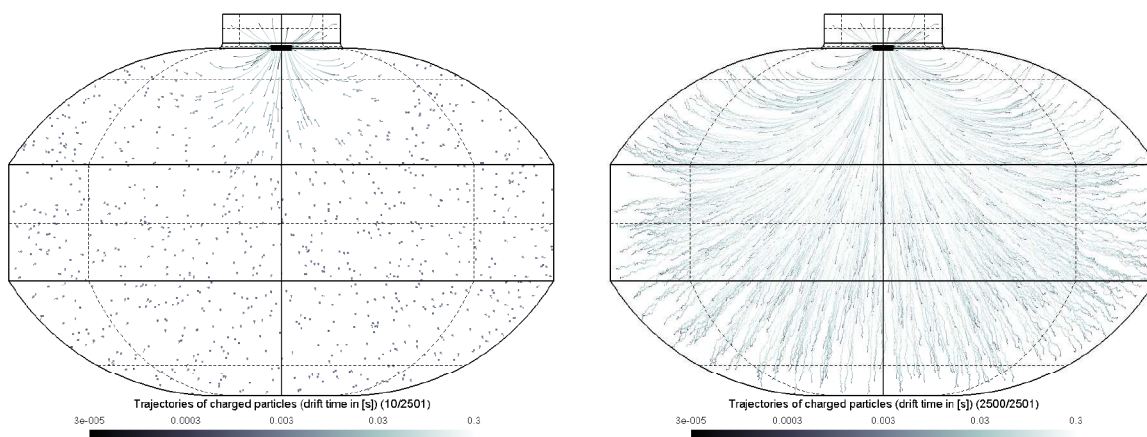 Trajectories of charged particles (drift time in [s]) (10/2501)
3e-005 0.0003 0.003 0.03 0.3
Trajectories of charged particles (drift time in [s]) (2500/2501)
3e-005 0.0003 0.003 0.03 0.3